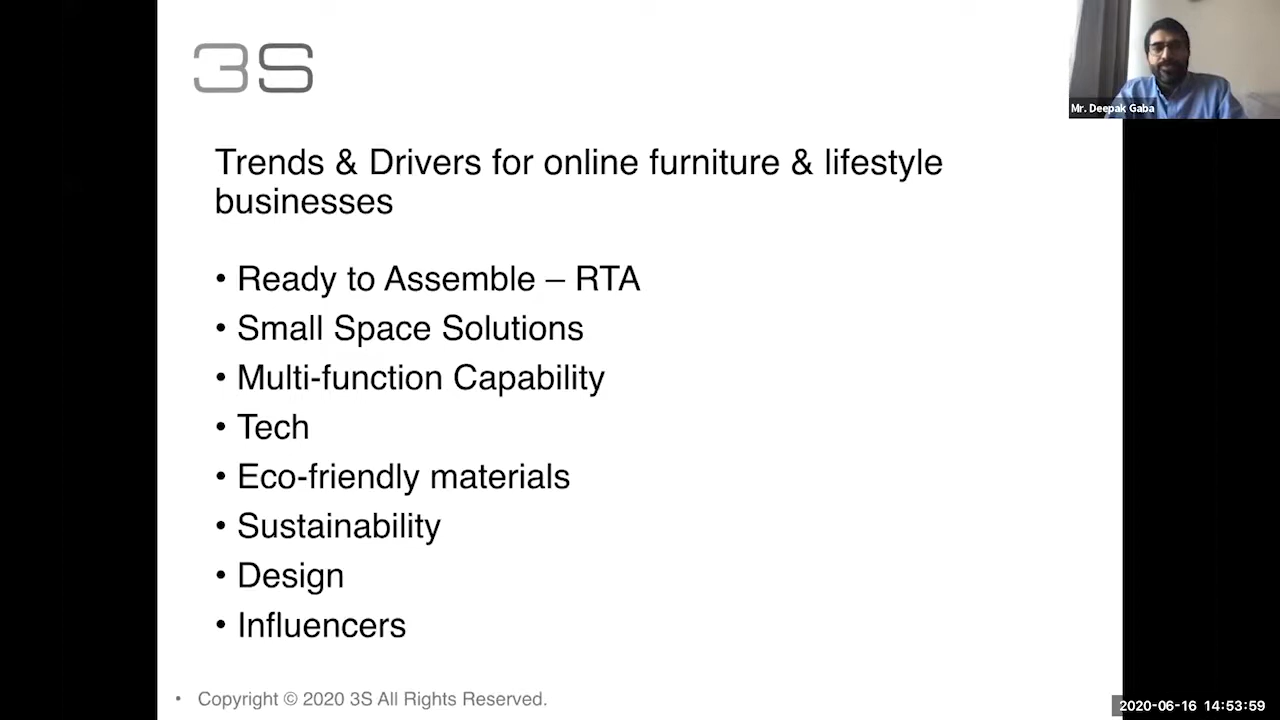 3S
Mr. Deepak Gaba
Trends & Drivers for online furniture & lifestyle
businesses
• Ready to Assemble – RTA
• Small Space Solutions
• Multi-function Capability
• Tech
• Eco-friendly materials
• Sustainability
• Design
• Influencers
• Copyright © 2020 3S All Rights Reserved.
2020-06-16 14:53:59